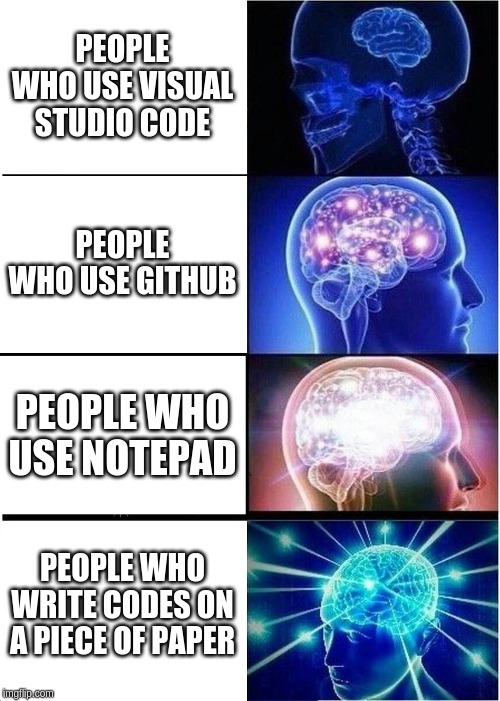 PEOPLE
WHO USE VISUAL
STUDIO CODE
PEOPLE
WHO USE GITHUB
PEOPLE WHO
USE NOTEPAD
PEOPLE WHO
WRITE CODES ON
A PIECE OF PAPER
imgflip.com